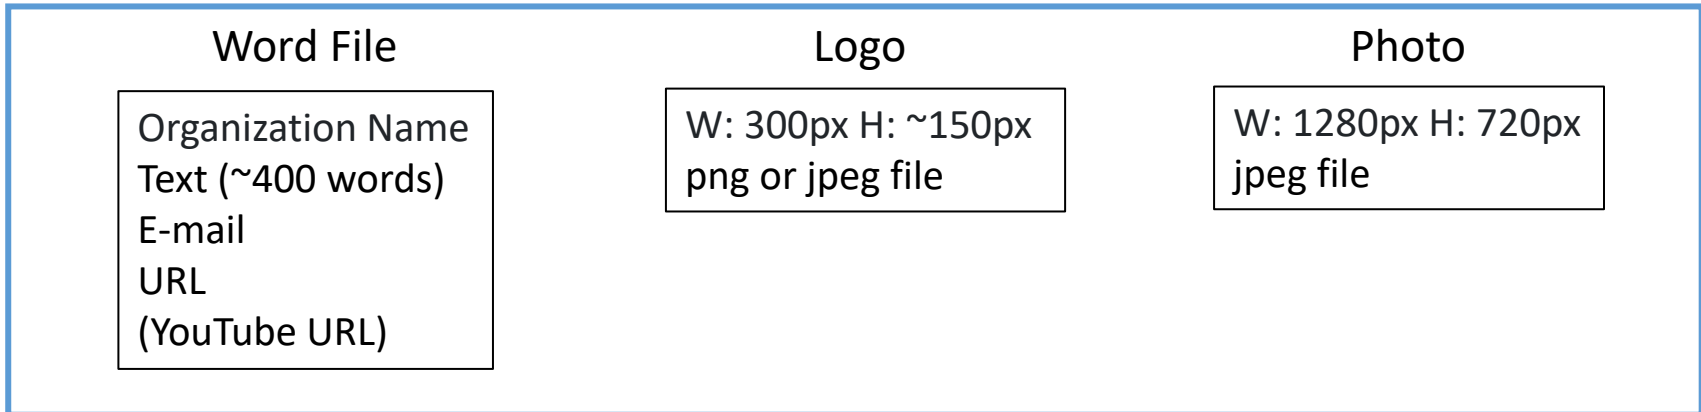 Word File
Organization Name
Text (~400 words)
E-mail
URL
(YouTube URL)
Logo
W: 300px H: ~150px
png or jpeg file
Photo
W: 1280px H: 720px
jpeg file